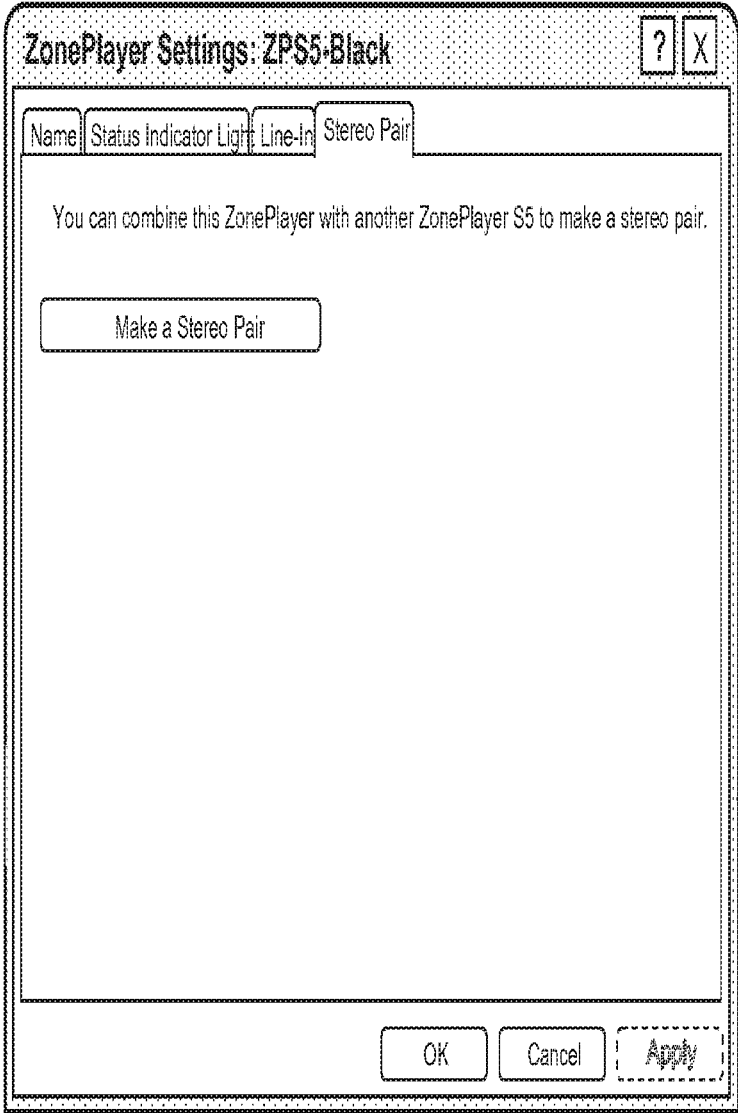 ZonePlayer Settings: ZPS5-Black ? X
Name Status Indicator Light Line-In Stereo Pair
You can combine this ZonePlayer with another ZonePlayer S5 to make a stereo pair.
Make a Stereo Pair
OK Cancel Apply